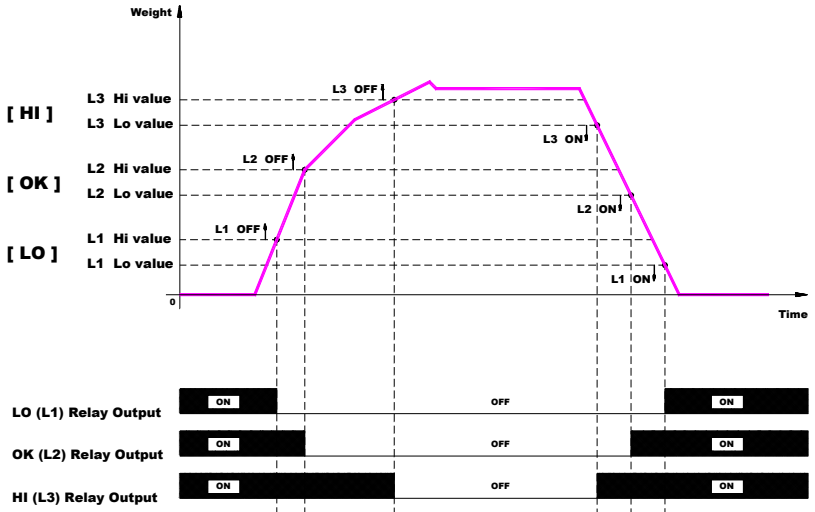 Weight
L3 OFF
[ HI ]
L3 Hi value
L3 Lo value
L3 ON
L2 OFF
[ OK ]
L2 Hi value
L2 Lo value
L2 ON
L1 OFF
[ LO ]
L1 Hi value
L1 Lo value
L1 ON
0
Time
LO (L1) Relay Output
ON
OFF
ON
OK (L2) Relay Output
ON
OFF
ON
HI (L3) Relay Output
ON
OFF
ON